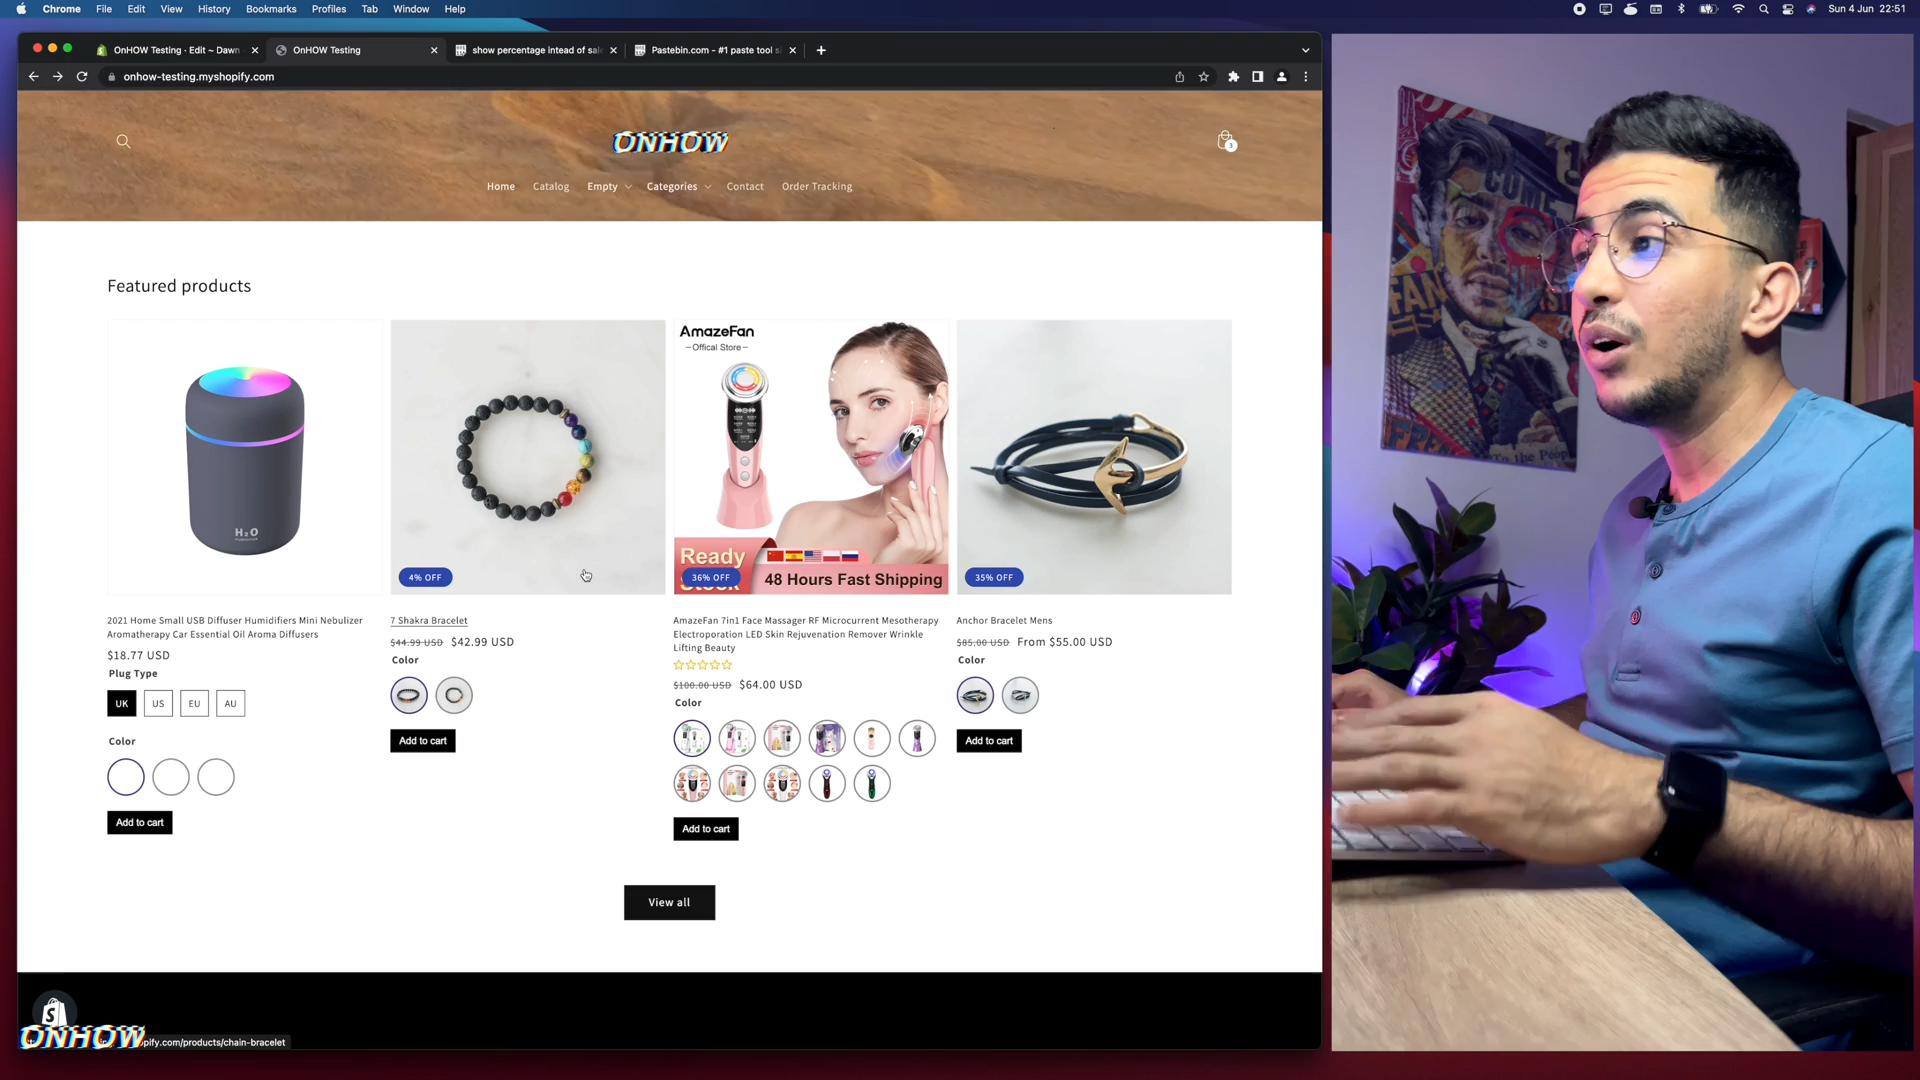 Chrome File Edit View History Bookmarks Profiles Tab Window Help
Sun 4 Jun 22:51
OnHOW Testing · Edit ~ Dawn
OnHOW Testing
show percentage intead of sal
Pastebin.com - #1 paste tool s
onhow-testing.myshopify.com
ONHOW
3
Home Catalog Empty Categories Contact Order Tracking
Featured products
H2O
HUMIDIFIER
4% OFF
AmazeFan
—Offical Store—
Ready
Stock
36% OFF
48 Hours Fast Shipping
35% OFF
2021 Home Small USB Diffuser Humidifiers Mini Nebulizer
Aromatherapy Car Essential Oil Aroma Diffusers
$18.77 USD
Plug Type
UK US EU AU
Color
Add to cart
7 Shakra Bracelet
$44.99 USD $42.99 USD
Color
Add to cart
AmazeFan 7in1 Face Massager RF Microcurrent Mesotherapy
Electroporation LED Skin Rejuvenation Remover Wrinkle
Lifting Beauty
$100.00 USD $64.00 USD
Color
Add to cart
Anchor Bracelet Mens
$85.00 USD From $55.00 USD
Color
Add to cart
View all
ONHOW
pify.com/products/chain-bracelet
To the People